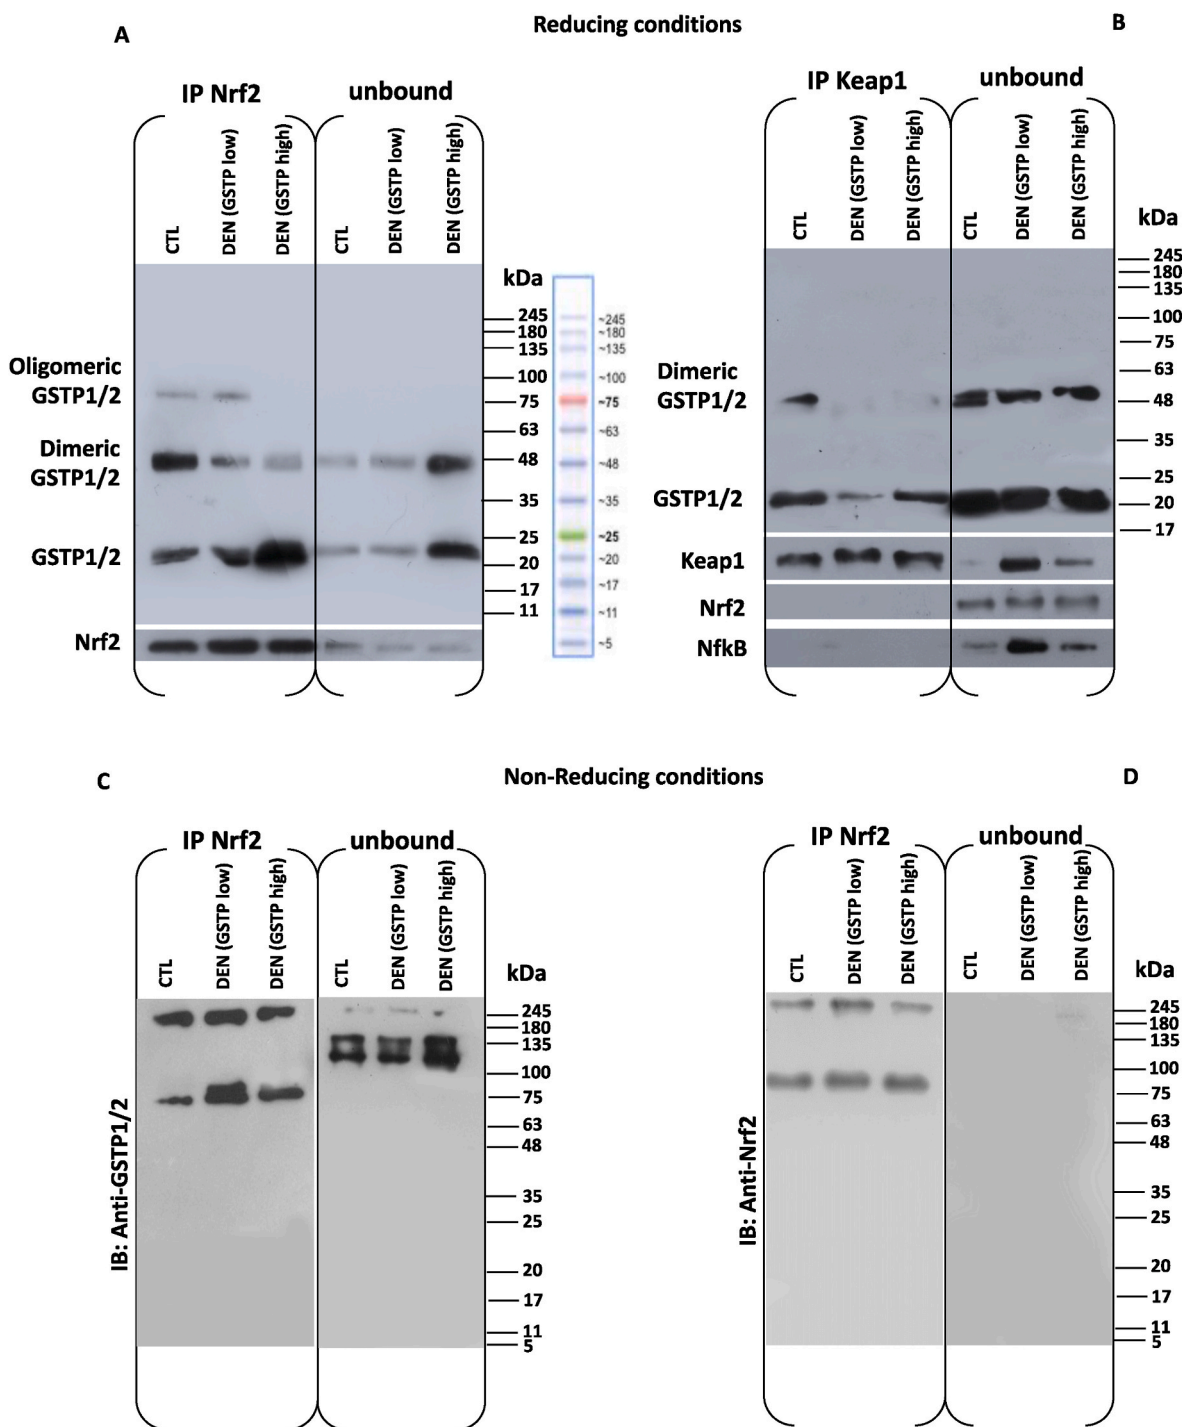 Reducing conditions
A
IP Nrf2
unbound
CTL
DEN (GSTP low)
DEN (GSTP high)
CTL
DEN (GSTP low)
DEN (GSTP high)
kDa
245
180
135
100
75
63
48
35
25
20
17
11
Oligomeric
GSTP1/2
Dimeric
GSTP1/2
GSTP1/2
Nrf2
~245
~180
~135
~100
~75
~63
~48
~35
~25
~20
~17
~11
~5
B
IP Keap1
unbound
CTL
DEN (GSTP low)
DEN (GSTP high)
CTL
DEN (GSTP low)
DEN (GSTP high)
kDa
245
180
135
100
75
63
48
35
25
20
17
Dimeric
GSTP1/2
GSTP1/2
Keap1
Nrf2
NfkB
Non-Reducing conditions
C
IP Nrf2
unbound
CTL
DEN (GSTP low)
DEN (GSTP high)
CTL
DEN (GSTP low)
DEN (GSTP high)
kDa
245
180
135
100
75
63
48
35
25
20
17
11
5
IB: Anti-GSTP1/2
D
IP Nrf2
unbound
CTL
DEN (GSTP low)
DEN (GSTP high)
CTL
DEN (GSTP low)
DEN (GSTP high)
kDa
245
180
135
100
75
63
48
35
25
20
17
11
5
IB: Anti-Nrf2